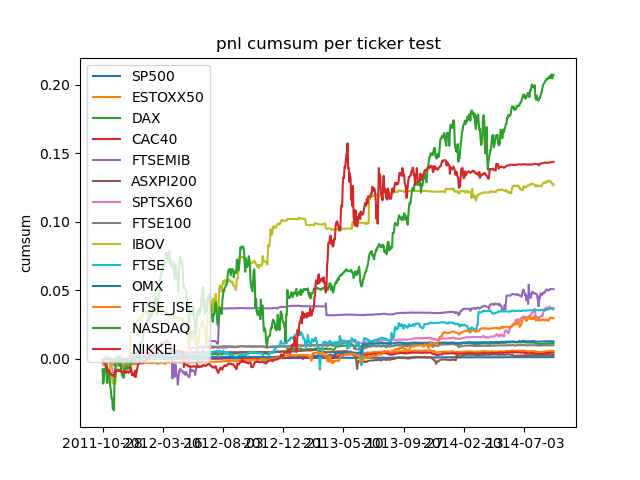 pnl cumsum per ticker test
cumsum
0.20
0.15
0.10
0.05
0.00
SP500
ESTOXX50
DAX
CAC40
FTSEMIB
ASXPI200
SPTSX60
FTSE100
IBOV
FTSE
OMX
FTSE_JSE
NASDAQ
NIKKEI
2011-10-28 2012-03-16 2012-08-03 2012-12-21 2013-05-10 2013-09-27 2014-02-13 2014-07-03